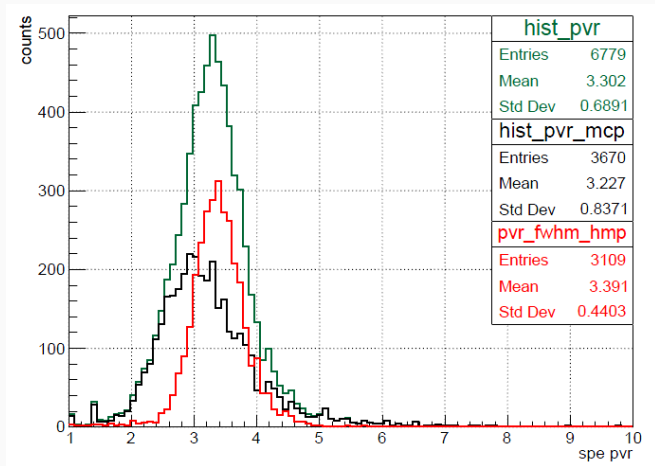 counts
500
400
300
200
100
0
1 2 3 4 5 6 7 8 9 10
spe pvr
hist_pvr
Entries 6779
Mean 3.302
Std Dev 0.6891
hist_pvr_mcp
Entries 3670
Mean 3.227
Std Dev 0.8371
pvr_fwhm_hmp
Entries 3109
Mean 3.391
Std Dev 0.4403